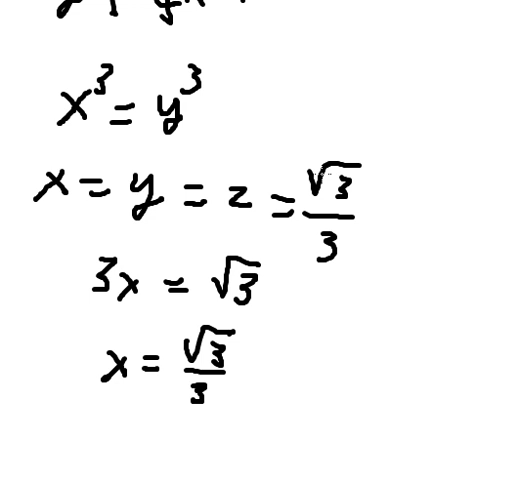 x³ = y³
x = y = z = √3/3
3x = √3
x = √3/3